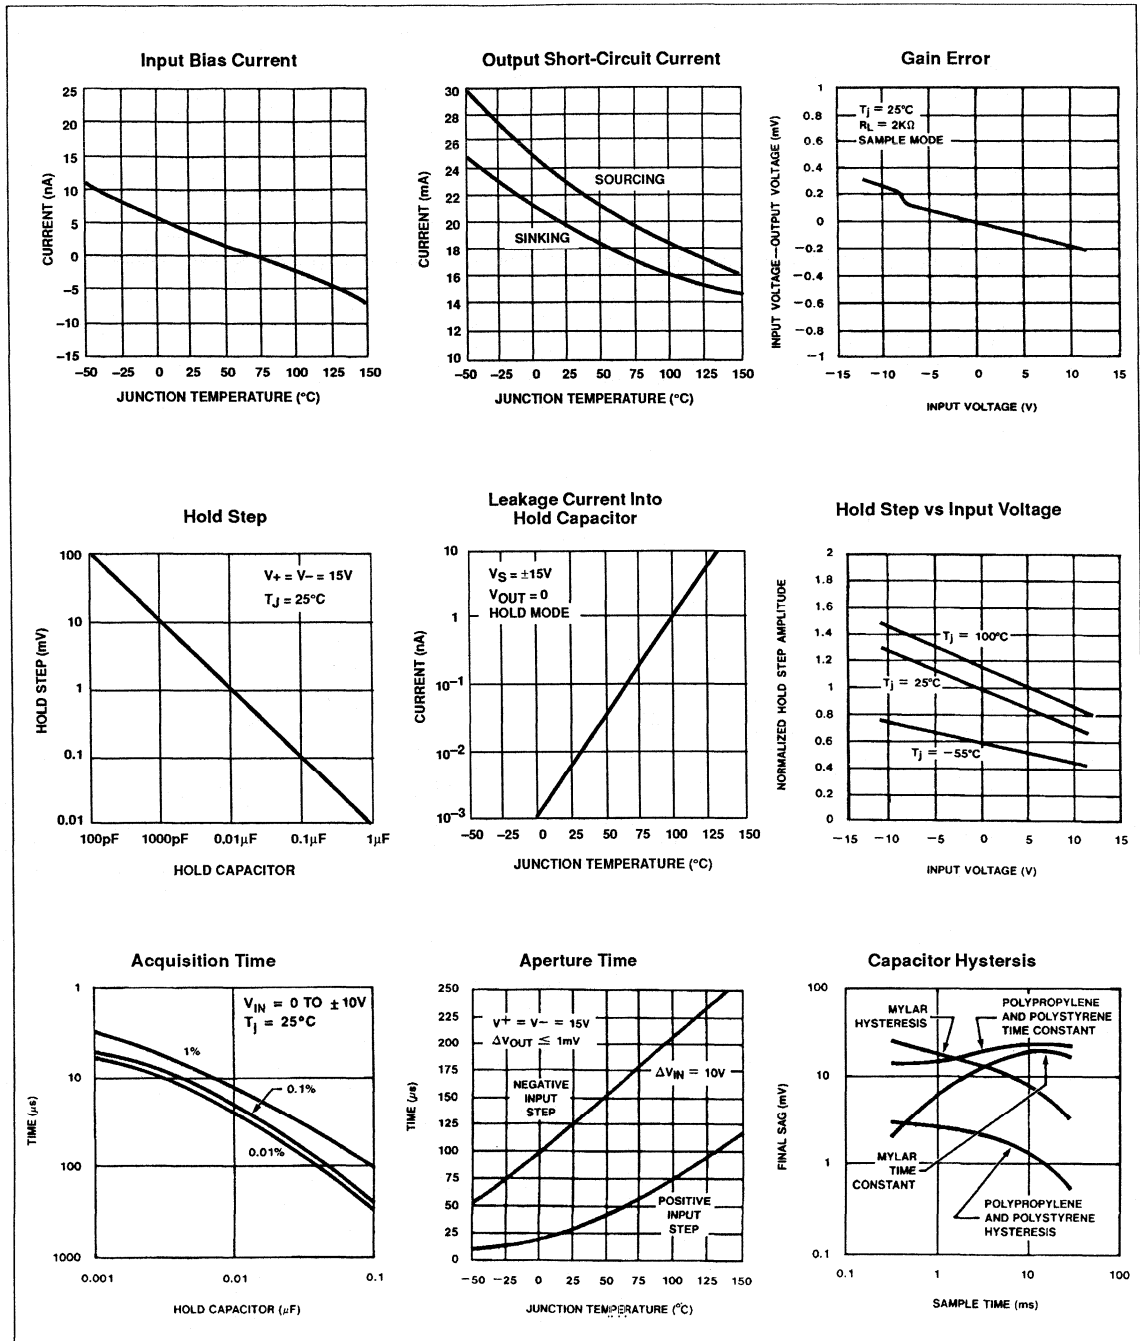 Input Bias Current
25
20
15
10
5
0
−5
−10
−15
CURRENT (nA)
−50 −25 0 25 50 75 100 125 150
JUNCTION TEMPERATURE (°C)
Output Short-Circuit Current
30
28
26
24
22
20
18
16
14
12
10
CURRENT (mA)
SOURCING
SINKING
−50 −25 0 25 50 75 100 125 150
JUNCTION TEMPERATURE (°C)
Gain Error
1
0.8
0.6
0.4
0.2
0
−0.2
−0.4
−0.6
−0.8
−1
INPUT VOLTAGE—OUTPUT VOLTAGE (mV)
Tj = 25°C
RL = 2KΩ
SAMPLE MODE
−15 −10 −5 0 5 10 15
INPUT VOLTAGE (V)
Hold Step
100
10
1
0.1
0.01
HOLD STEP (mV)
V+ = V− = 15V
TJ = 25°C
100pF 1000pF 0.01µF 0.1µF 1µF
HOLD CAPACITOR
Leakage Current Into
Hold Capacitor
10
1
10−1
10−2
10−3
CURRENT (nA)
VS = ±15V
VOUT = 0
HOLD MODE
−50 −25 0 25 50 75 100 125 150
JUNCTION TEMPERATURE (°C)
Hold Step vs Input Voltage
2
1.8
1.6
1.4
1.2
1
0.8
0.6
0.4
0.2
0
NORMALIZED HOLD STEP AMPLITUDE
Tj = 100°C
Tj = 25°C
Tj = −55°C
−15 −10 −5 0 5 10 15
INPUT VOLTAGE (V)
Acquisition Time
1
10
100
1000
TIME (µs)
VIN = 0 TO ±10V
Tj = 25°C
1%
0.1%
0.01%
0.001 0.01 0.1
HOLD CAPACITOR (µF)
Aperture Time
250
225
200
175
150
125
100
75
50
25
0
TIME (µs)
V+ = V− = 15V
ΔVOUT ≤ 1mV
ΔVIN = 10V
NEGATIVE
INPUT
STEP
POSITIVE
INPUT
STEP
−50 −25 0 25 50 75 100 125 150
JUNCTION TEMPERATURE (°C)
Capacitor Hystersis
100
10
1
0.1
FINAL SAG (mV)
MYLAR
HYSTERESIS
POLYPROPYLENE
AND POLYSTYRENE
TIME CONSTANT
MYLAR
TIME
CONSTANT
POLYPROPYLENE
AND POLYSTYRENE
HYSTERESIS
0.1 1 10 100
SAMPLE TIME (ms)